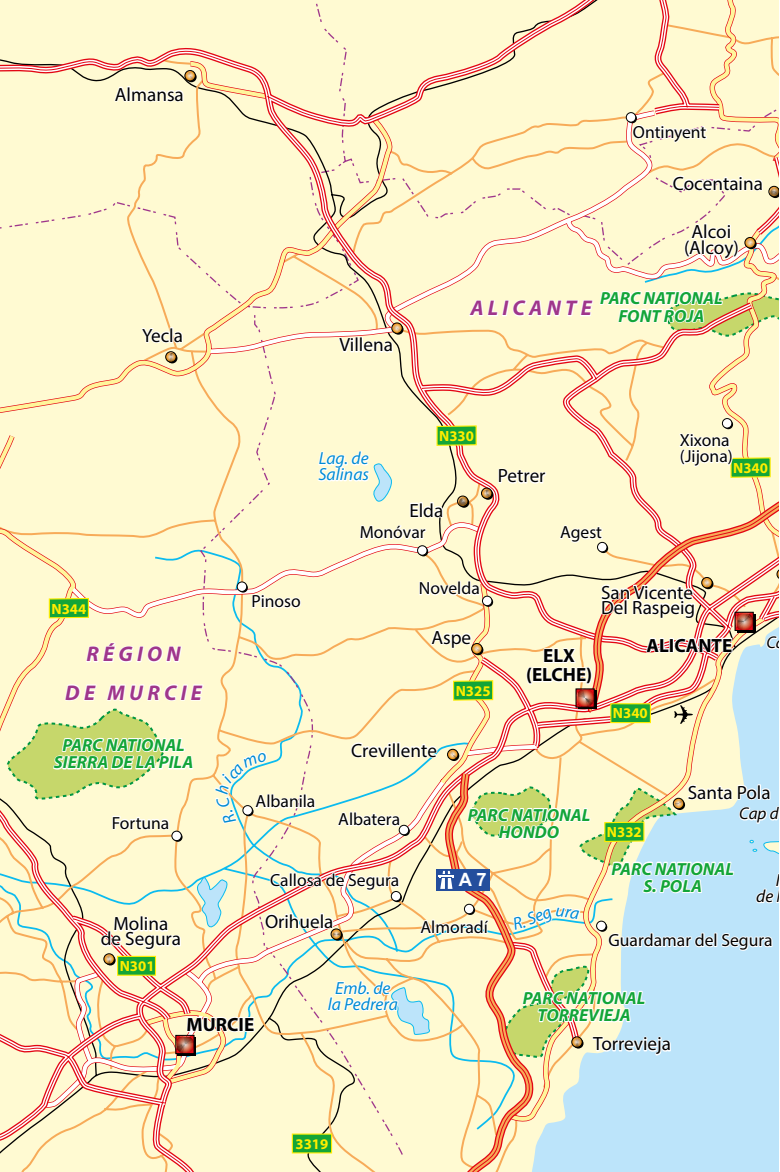 Almansa
Ontinyent
Cocentaina
Alcoi
(Alcoy)
ALICANTE
PARC NATIONAL
FONT ROJA
Yecla
Villena
N330
Xixona
(Jijona)
N340
Lag. de
Salinas
Petrer
Elda
Monóvar
Agest
Pinoso
Novelda
San Vicente
Del Raspeig
N344
Aspe
ALICANTE
RÉGION
DE MURCIE
ELX
(ELCHE)
N325
N340
PARC NATIONAL
SIERRA DE LA PILA
Crevillente
R. Chicamo
Albanila
Santa Pola
Cap d
Fortuna
Albatera
PARC NATIONAL
HONDO
N332
PARC NATIONAL
S. POLA
Callosa de Segura
A 7
Molina
de Segura
Orihuela
Almoradí
R. Segura
Guardamar del Segura
N301
Emb. de
la Pedrera
PARC NATIONAL
TORREVIEJA
MURCIE
Torrevieja
3319